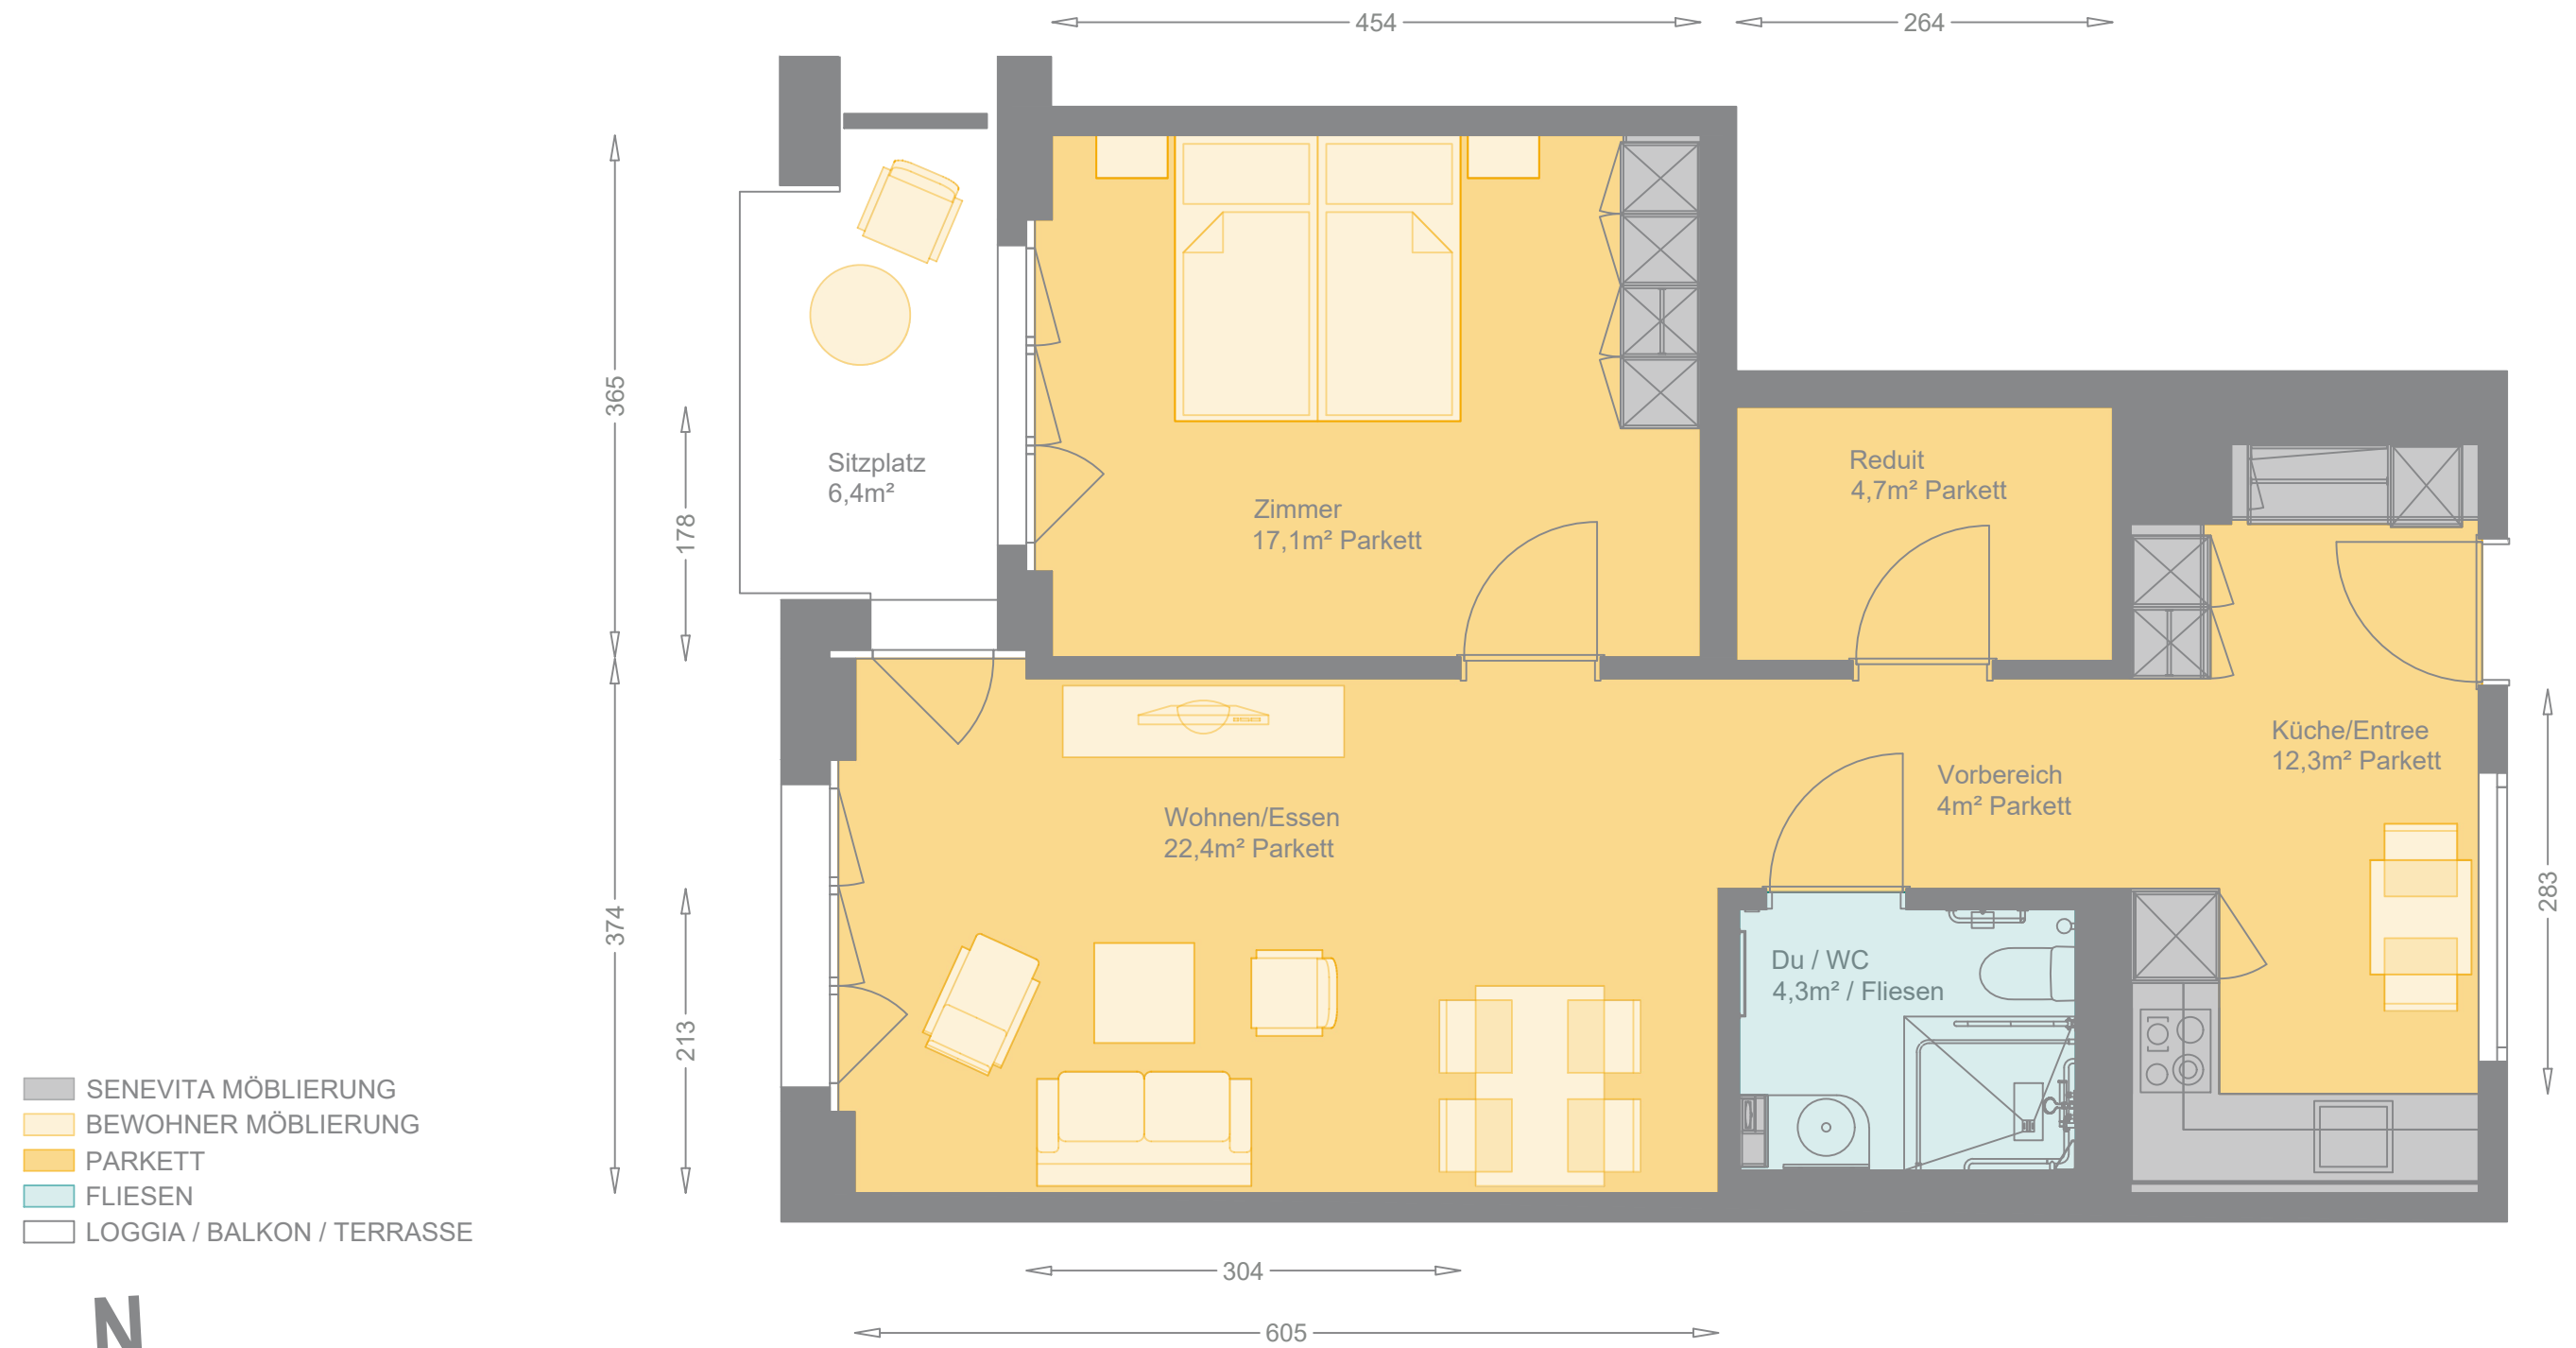 454
264
365
178
Sitzplatz
6,4m²
Zimmer
17,1m² Parkett
Reduit
4,7m² Parkett
Küche/Entree
12,3m² Parkett
Vorbereich
4m² Parkett
Wohnen/Essen
22,4m² Parkett
374
213
283
Du / WC
4,3m² / Fliesen
SENEVITA MÖBLIERUNG
BEWOHNER MÖBLIERUNG
PARKETT
FLIESEN
LOGGIA / BALKON / TERRASSE
304
605
N